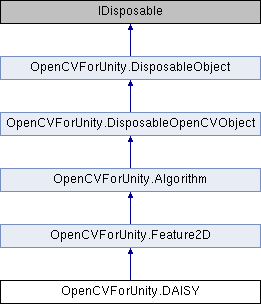 IDisposable
OpenCVForUnity.DisposableObject
OpenCVForUnity.DisposableOpenCVObject
OpenCVForUnity.Algorithm
OpenCVForUnity.Feature2D
OpenCVForUnity.DAISY